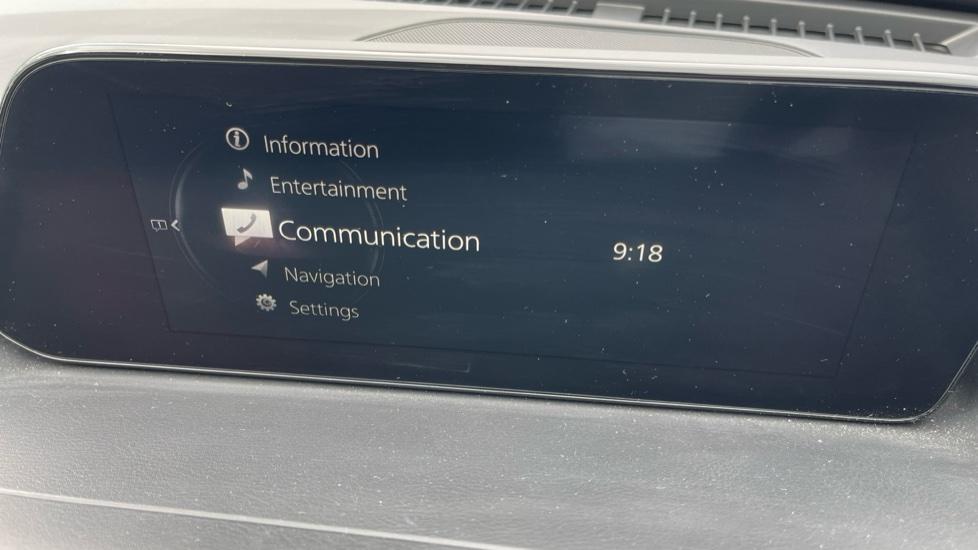 Information
Entertainment
Communication
9:18
Navigation
Settings